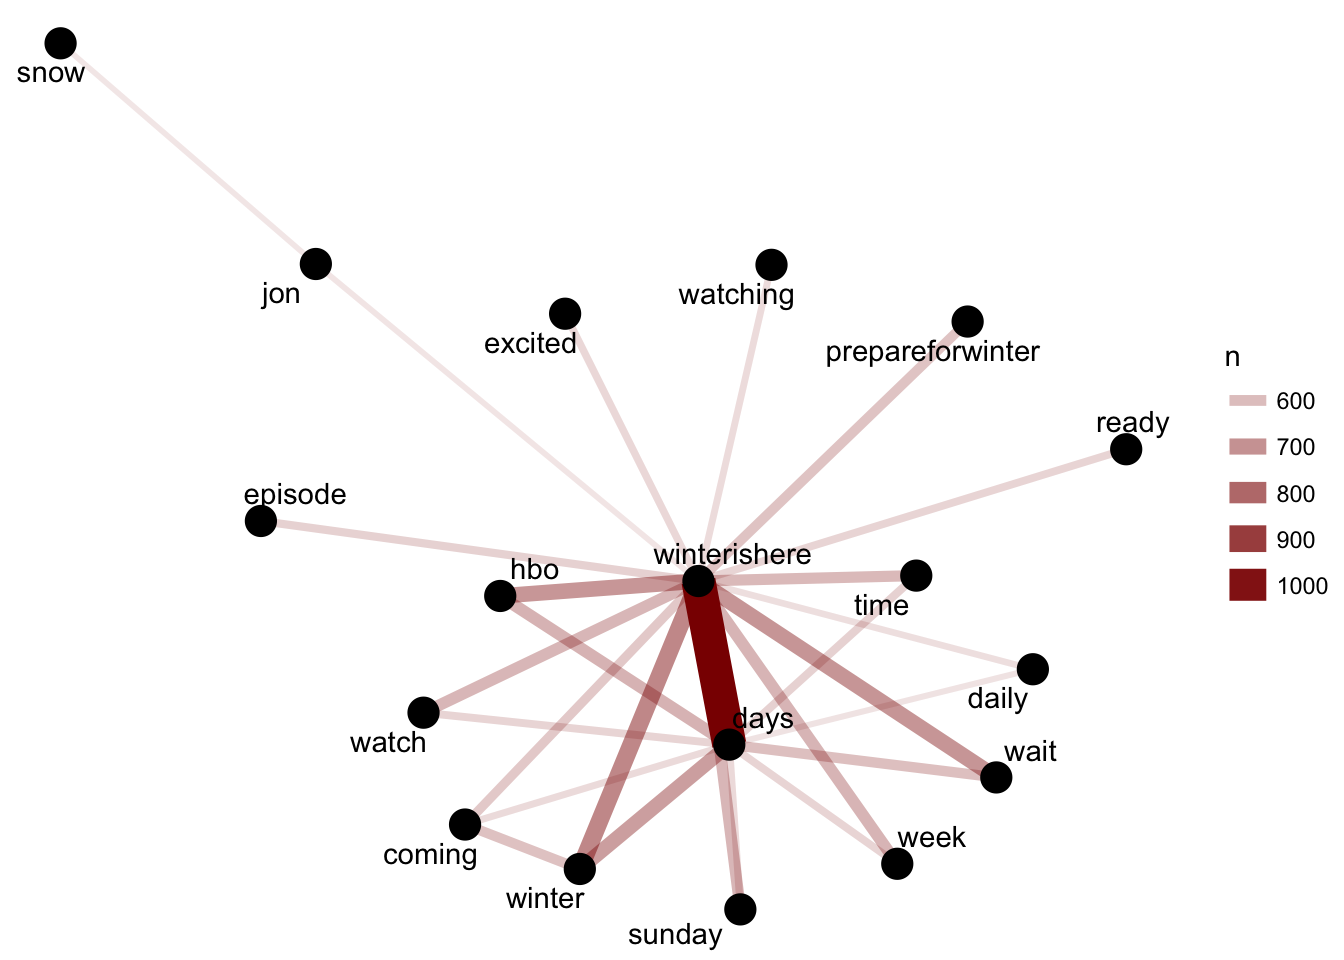 snow
jon
watching
excited
prepareforwinter
n
600
ready
700
episode
800
900
winterishere
hbo
1000
time
daily
days
watch
wait
week
coming
winter
sunday